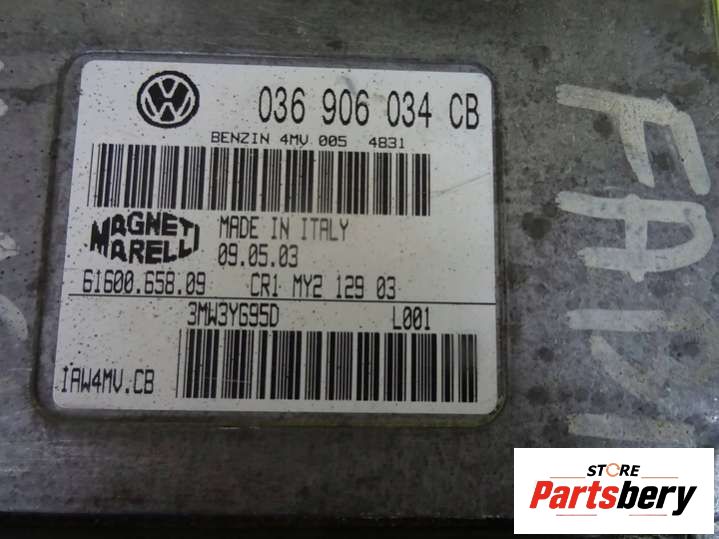 036 906 034 CB
BENZIN 4MV 005 4831
MAGNETI
MARELLI
MADE IN ITALY
09.05.03
61600.658.09 CR1 MY2 129 03
3MW3YG95D L001
IAW4MV.CB
STORE
Partsbery